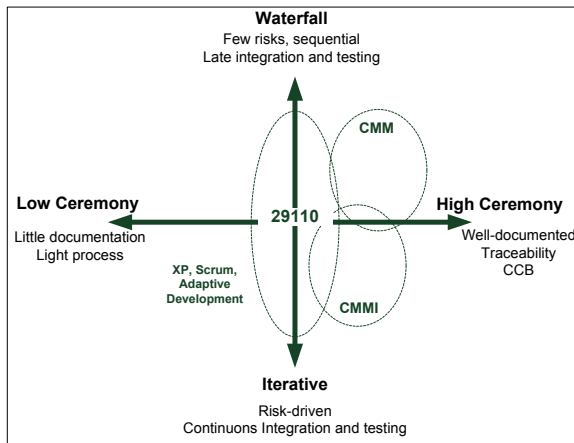 Waterfall
Few risks, sequential
Late integration and testing
CMM
Low Ceremony
29110
High Ceremony
Little documentation
Light process
Well-documented
Traceability
CCB
XP, Scrum,
Adaptive
Development
CMMI
Iterative
Risk-driven
Continuons Integration and testing